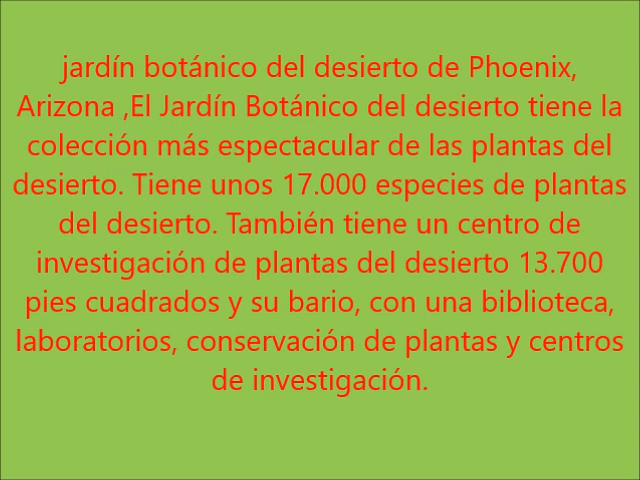 jardín botánico del desierto de Phoenix,
Arizona ,El Jardín Botánico del desierto tiene la
colección más espectacular de las plantas del
desierto. Tiene unos 17.000 especies de plantas
del desierto. También tiene un centro de
investigación de plantas del desierto 13.700
pies cuadrados y su bario, con una biblioteca,
laboratorios, conservación de plantas y centros
de investigación.